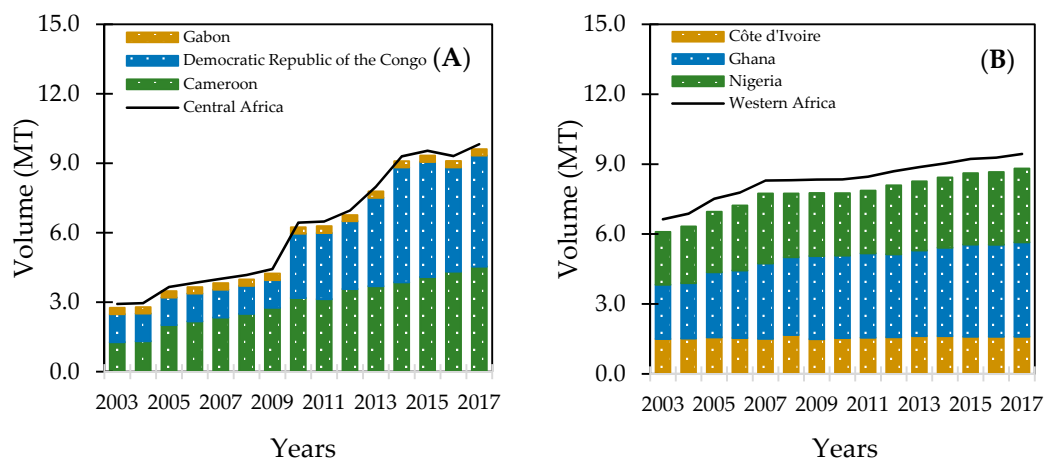 15.0
12.0
9.0
6.0
3.0
0.0
Volume (MT)
Gabon
Democratic Republic of the Congo
Cameroon
Central Africa
(A)
2003 2005 2007 2009 2011 2013 2015 2017
Years
15.0
12.0
9.0
6.0
3.0
0.0
Volume (MT)
Côte d'Ivoire
Ghana
Nigeria
Western Africa
(B)
2003 2005 2007 2009 2011 2013 2015 2017
Years